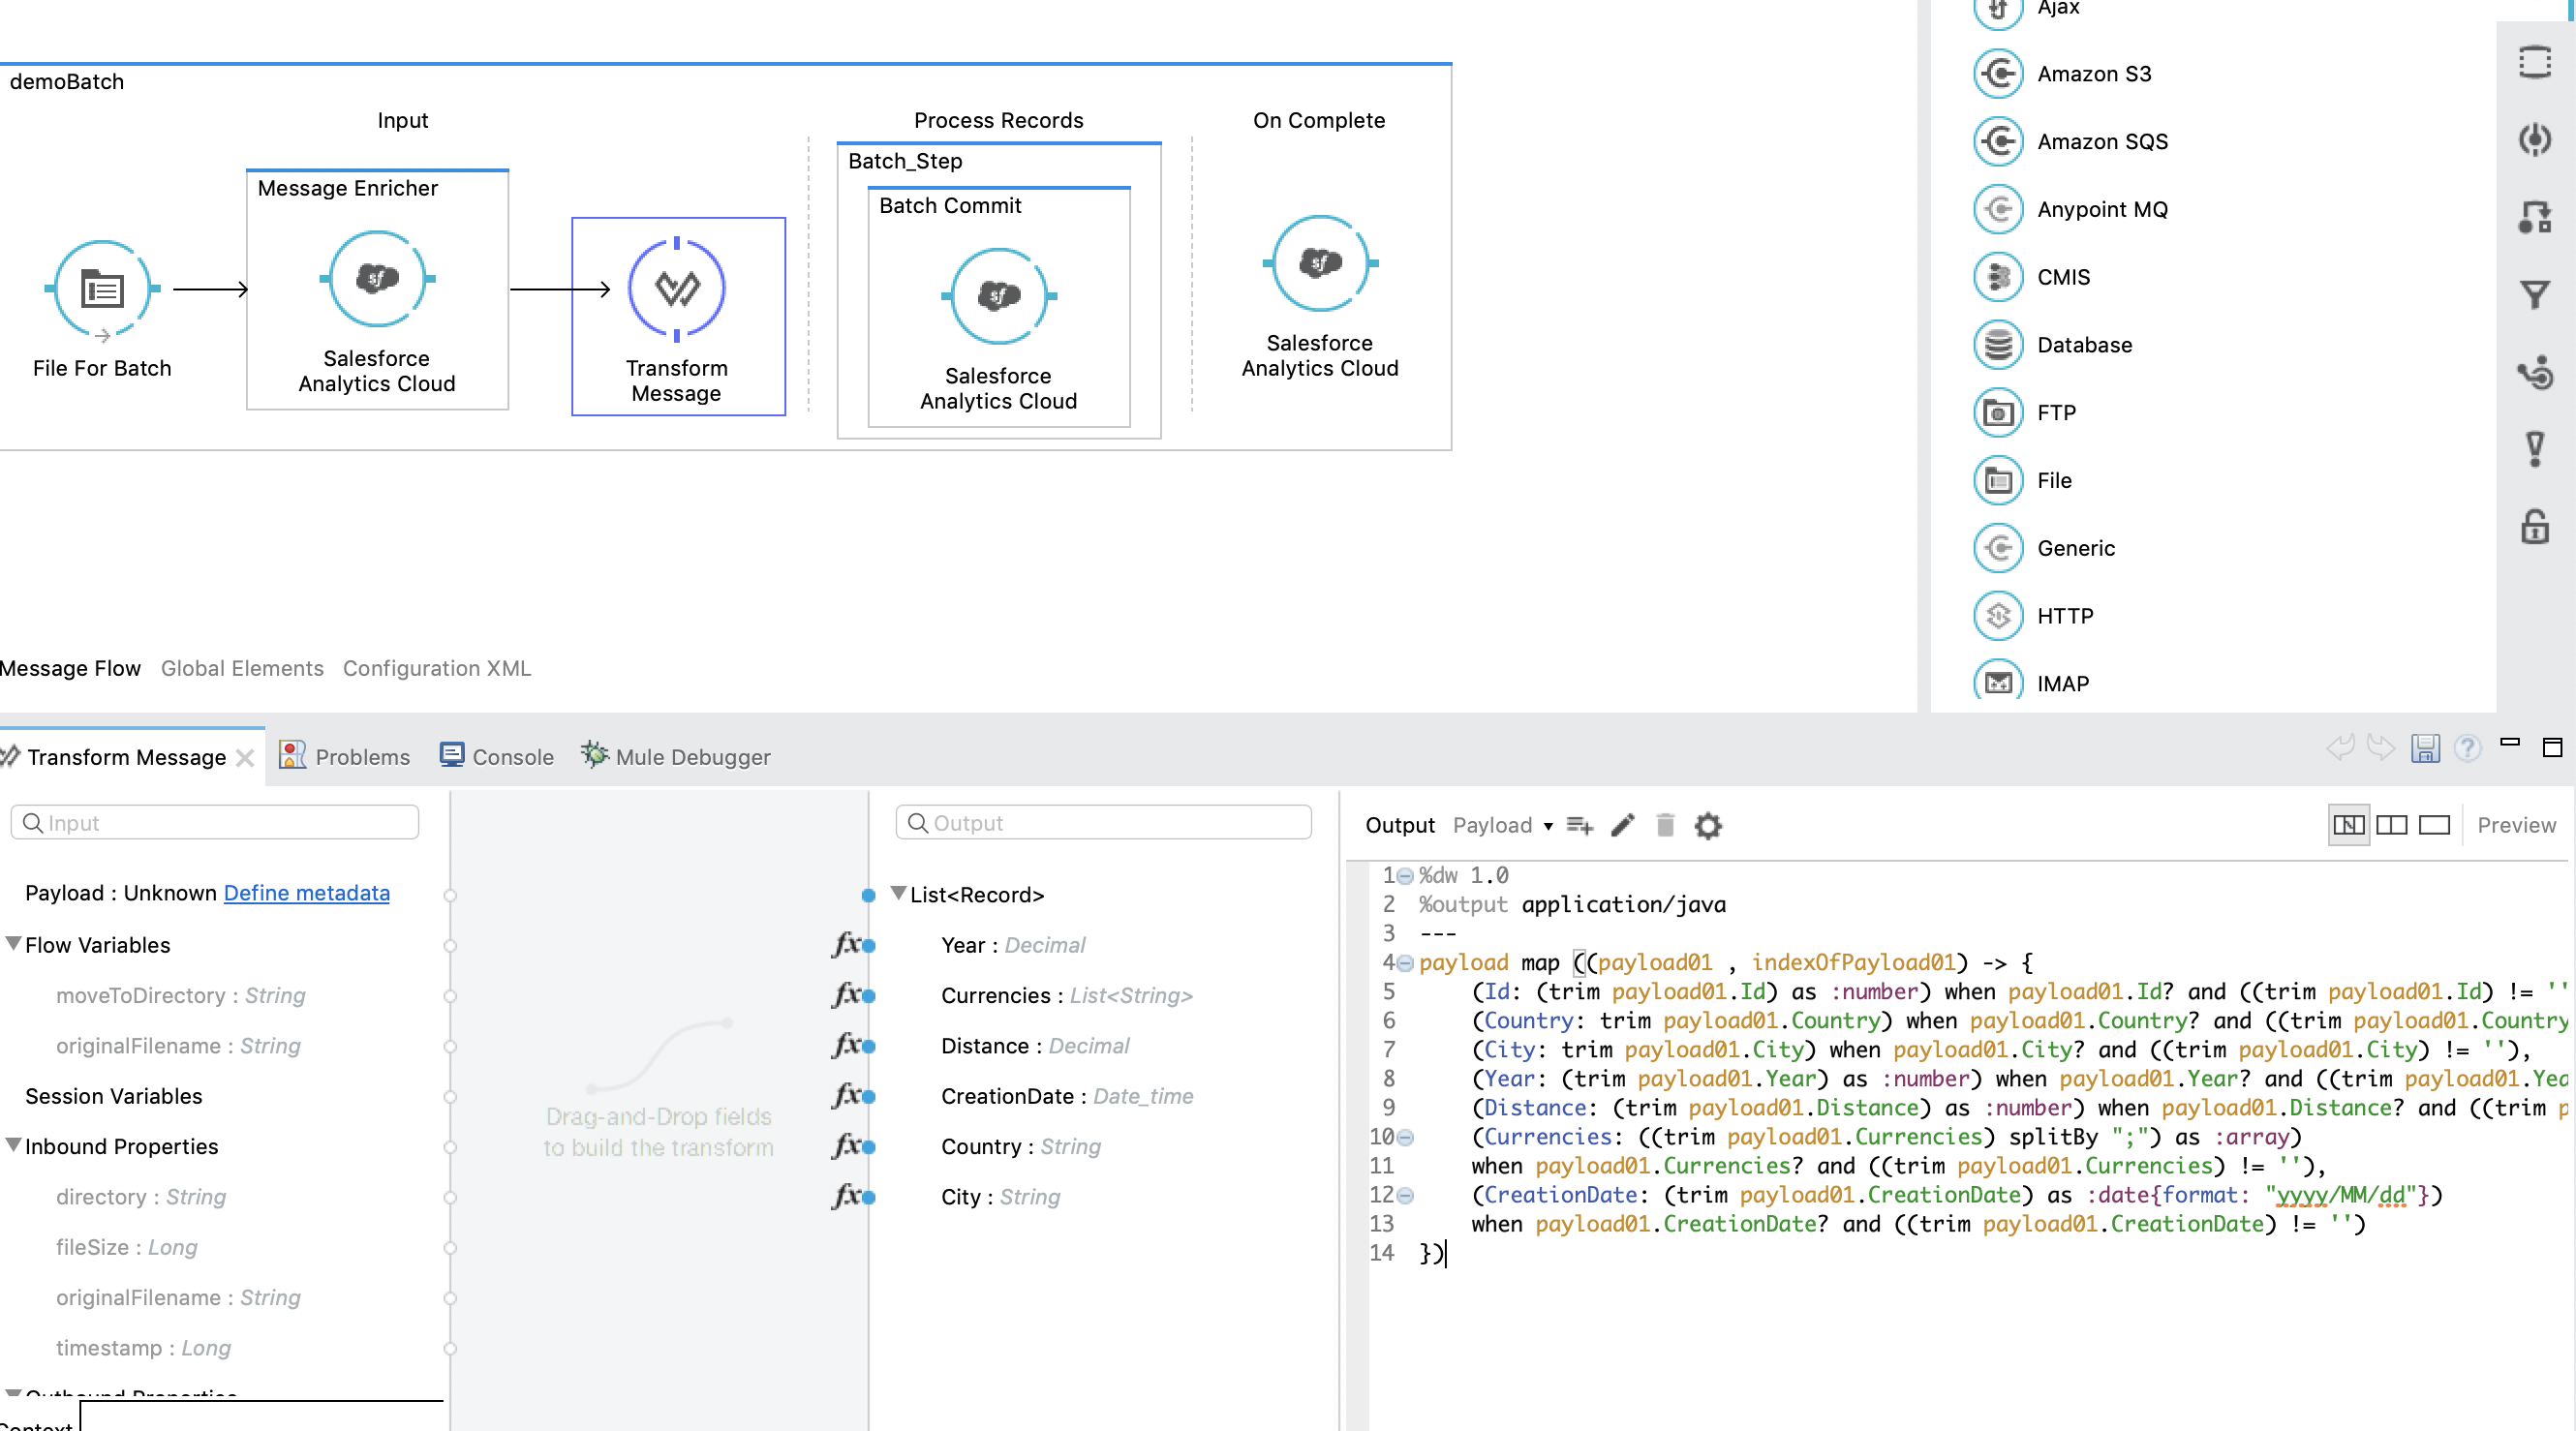 demoBatch
Input
Process Records
On Complete
Message Enricher
Batch_Step
Batch Commit
File For Batch
Salesforce
Analytics Cloud
Transform
Message
Salesforce
Analytics Cloud
Salesforce
Analytics Cloud
Ajax
Amazon S3
Amazon SQS
Anypoint MQ
CMIS
Database
FTP
File
Generic
HTTP
IMAP
Message Flow Global Elements Configuration XML
Transform Message Problems Console Mule Debugger
Input
Payload : Unknown Define metadata
Flow Variables
moveToDirectory : String
originalFilename : String
Session Variables
Inbound Properties
directory : String
fileSize : Long
originalFilename : String
timestamp : Long
Outbound Properties
Context
Drag-and-Drop fields
to build the transform
Output
List<Record>
fx Year : Decimal
fx Currencies : List<String>
fx Distance : Decimal
fx CreationDate : Date_time
fx Country : String
fx City : String
Output Payload Preview
1 %dw 1.0
2 %output application/java
3 ---
4 payload map ((payload01 , indexOfPayload01) -> {
5 (Id: (trim payload01.Id) as :number) when payload01.Id? and ((trim payload01.Id) != ''
6 (Country: trim payload01.Country) when payload01.Country? and ((trim payload01.Country
7 (City: trim payload01.City) when payload01.City? and ((trim payload01.City) != ''),
8 (Year: (trim payload01.Year) as :number) when payload01.Year? and ((trim payload01.Yea
9 (Distance: (trim payload01.Distance) as :number) when payload01.Distance? and ((trim p
10 (Currencies: ((trim payload01.Currencies) splitBy ";") as :array)
11 when payload01.Currencies? and ((trim payload01.Currencies) != ''),
12 (CreationDate: (trim payload01.CreationDate) as :date{format: "yyyy/MM/dd"})
13 when payload01.CreationDate? and ((trim payload01.CreationDate) != '')
14 })